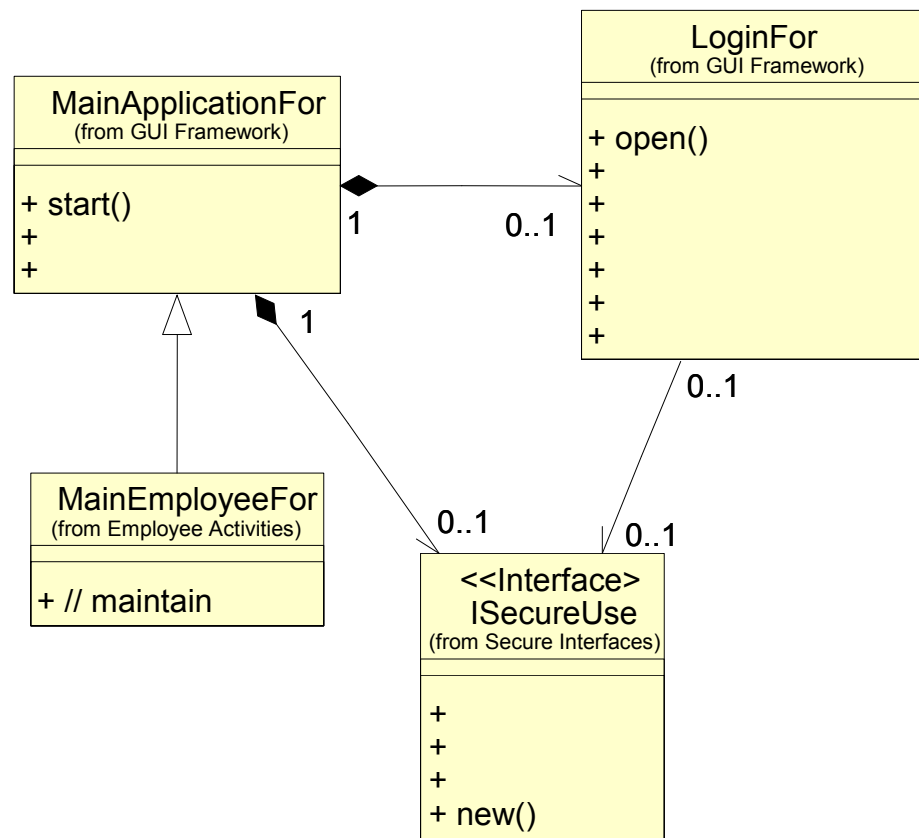 LoginFor
(from GUI Framework)
+ open()
+
+
+
+
+
+
MainApplicationFor
(from GUI Framework)
+ start()
+
+
1
0..1
1
0..1
MainEmployeeFor
(from Employee Activities)
+ // maintain
0..1
0..1
<<Interface>
ISecureUse
(from Secure Interfaces)
+
+
+
+ new()